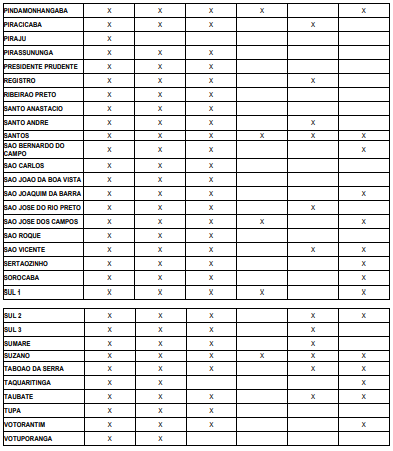 PINDAMONHANGABA X X X X X
PIRACICABA X X X X
PIRAJU X
PIRASSUNUNGA X X X
PRESIDENTE PRUDENTE X X X
REGISTRO X X X X
RIBEIRAO PRETO X X X
SANTO ANASTACIO X X X
SANTO ANDRE X X X X
SANTOS X X X X X X
SAO BERNARDO DO
CAMPO X X X X
SAO CARLOS X X X
SAO JOAO DA BOA VISTA X X X
SAO JOAQUIM DA BARRA X X X X
SAO JOSE DO RIO PRETO X X X X
SAO JOSE DOS CAMPOS X X X X X
SAO ROQUE X X X
SAO VICENTE X X X X X
SERTAOZINHO X X X X
SOROCABA X X X X
SUL 1 X X X X X
SUL 2 X X X X X
SUL 3 X X X X
SUMARE X X X X
SUZANO X X X X X X
TABOAO DA SERRA X X X X X
TAQUARITINGA X X X
TAUBATE X X X X X
TUPA X X X
VOTORANTIM X X X X
VOTUPORANGA X X